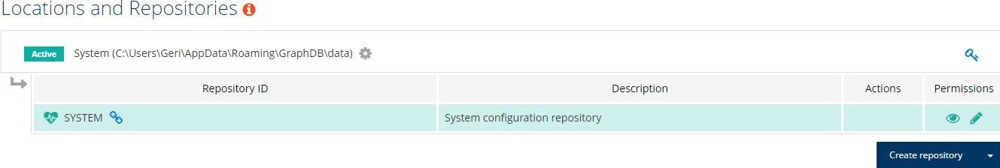 Locations and Repositories
Active System (C:\Users\Geri\AppData\Roaming\GraphDB\data)
Repository ID Description Actions Permissions
SYSTEM System configuration repository
Create repository